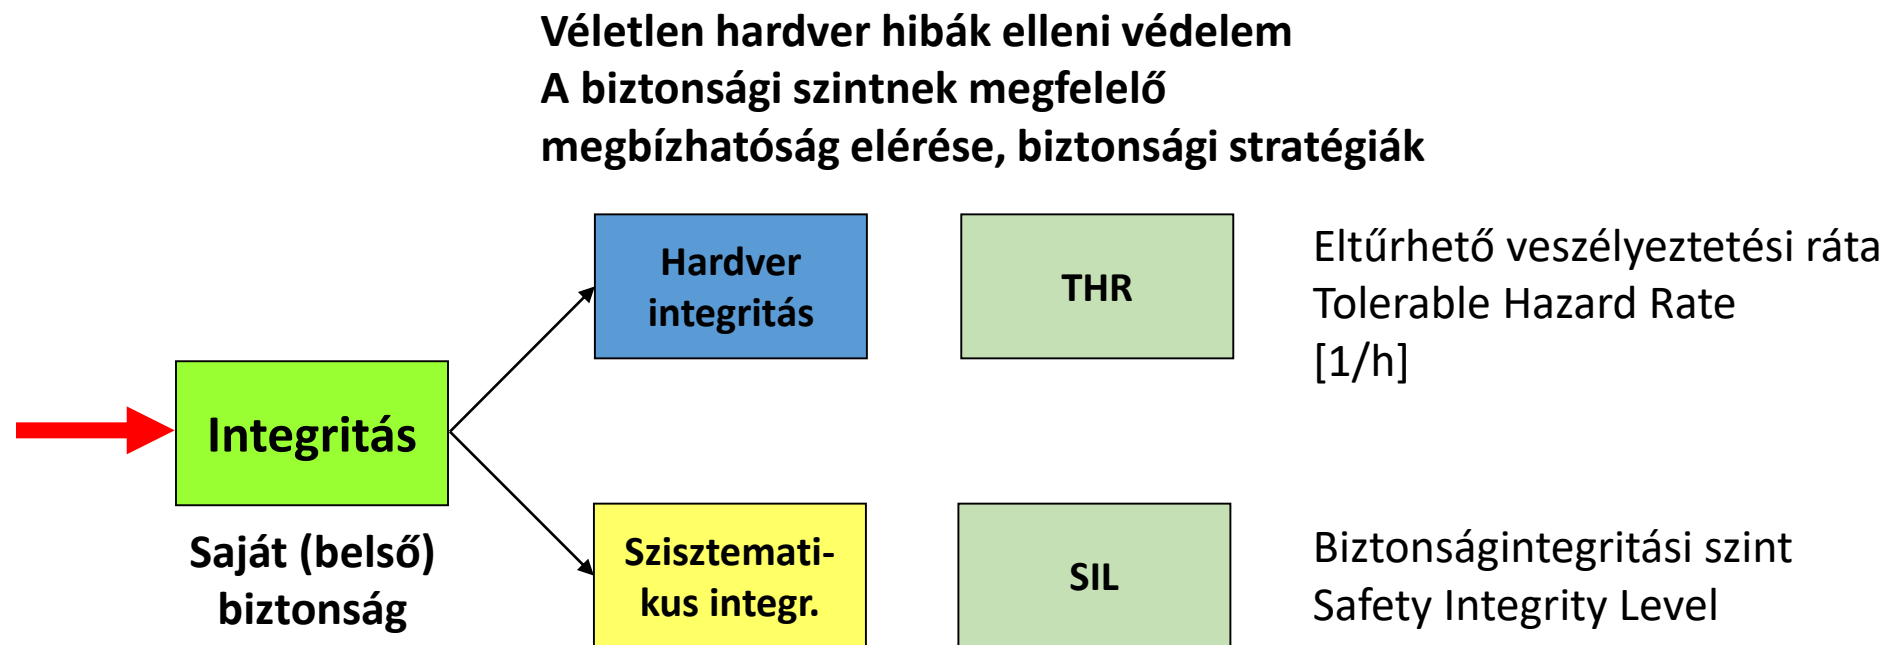 Véletlen hardver hibák elleni védelem
A biztonsági szintnek megfelelő
megbízhatóság elérése, biztonsági stratégiák
Hardver
integritás
THR
Eltűrhető veszélyeztetési ráta
Tolerable Hazard Rate
[1/h]
Integritás
Saját (belső)
biztonság
Szisztemati-
kus integr.
SIL
Biztonságintegritási szint
Safety Integrity Level